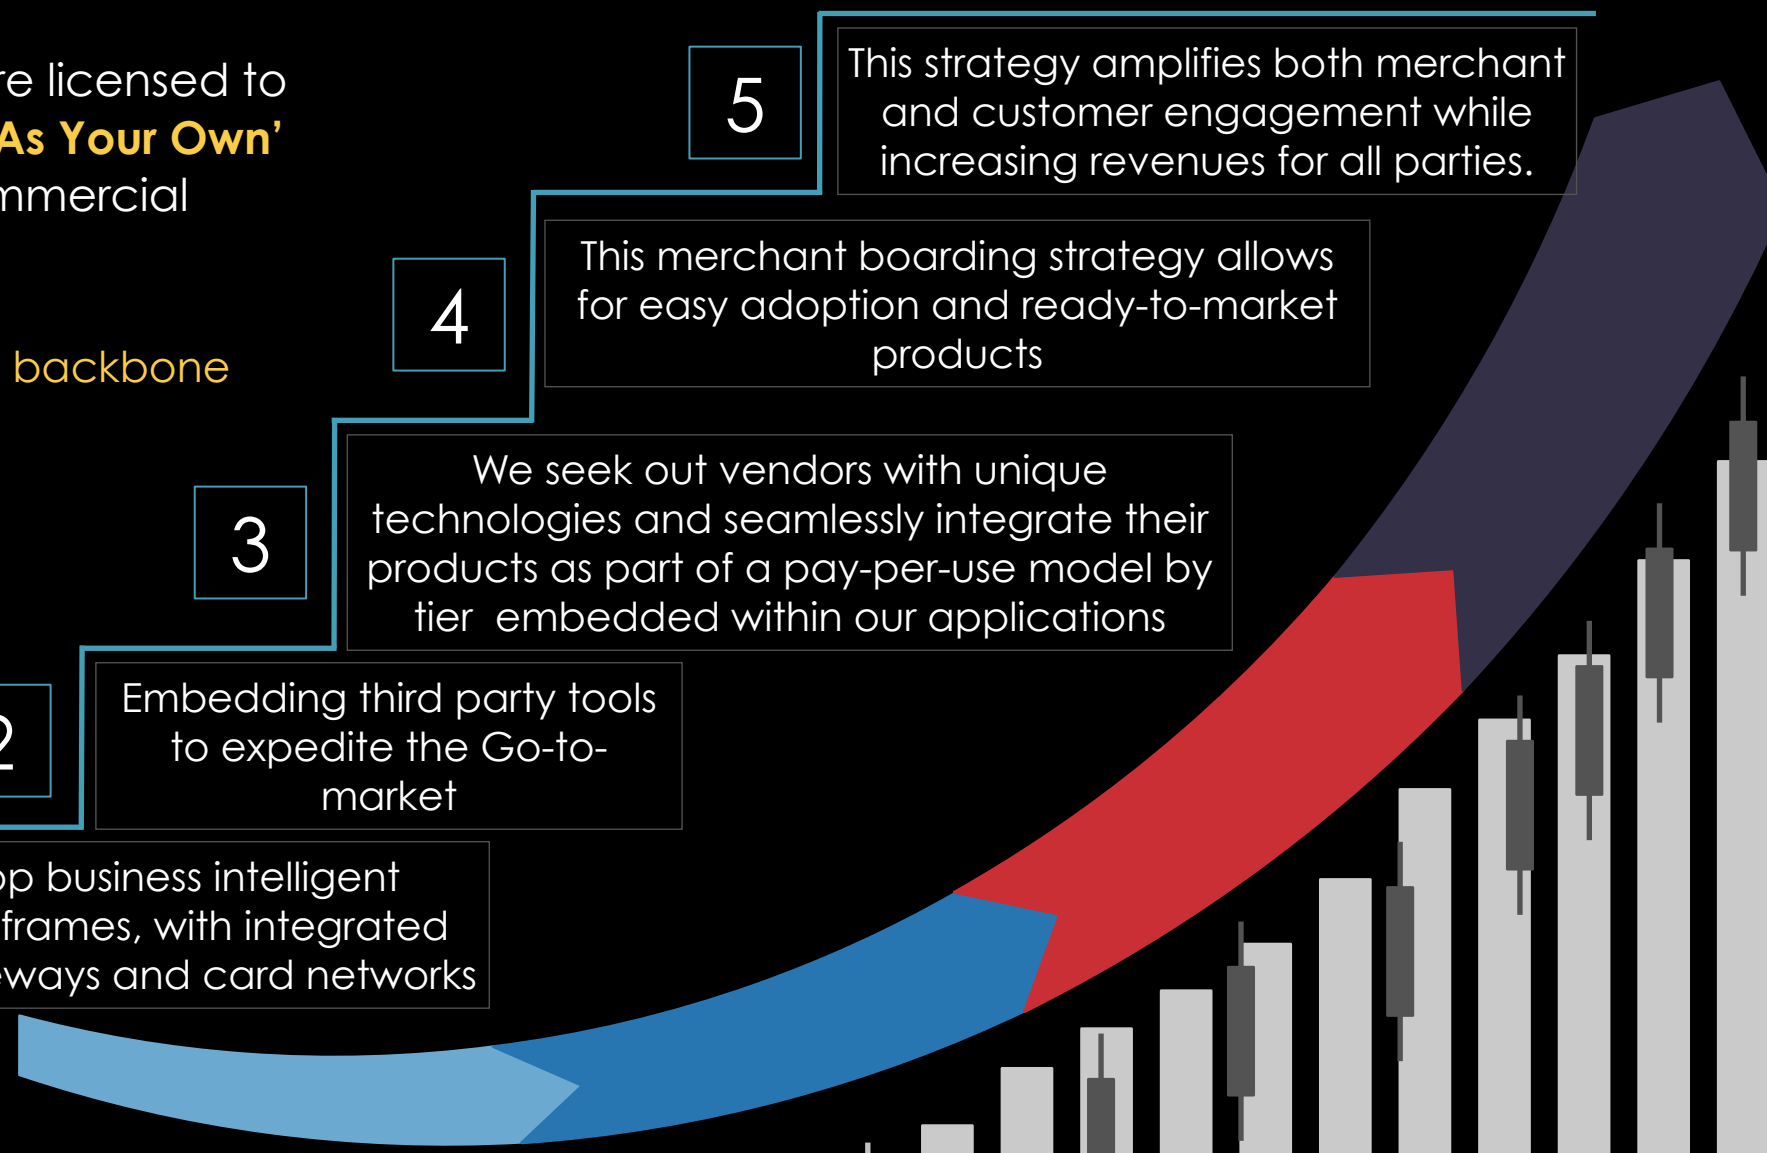 licensed to
As Your Own’
backbone
5
This strategy amplifies both merchant
and customer engagement while
increasing revenues for all parties.
4
This merchant boarding strategy allows
for easy adoption and ready-to-market
products
3
We seek out vendors with unique
technologies and seamlessly integrate their
products as part of a pay-per-use model by
tier embedded within our applications
2
Embedding third party tools
to expedite the Go-to-
market
business intelligent
frames, with integrated
and card networks